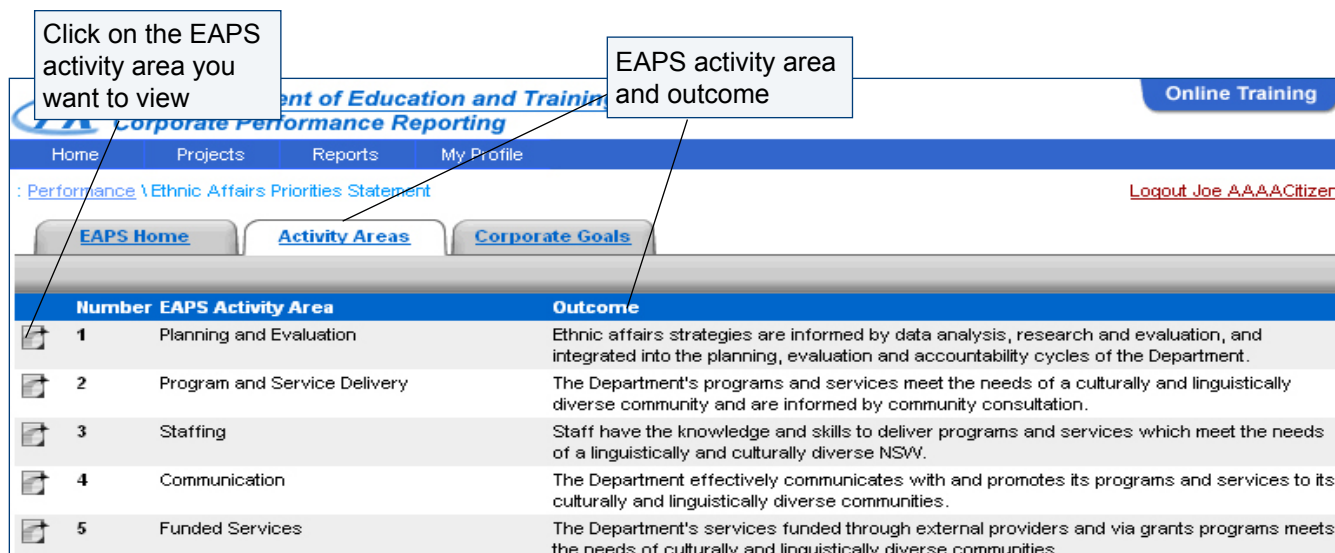 Click on the EAPS
activity area you
want to view
EAPS activity area
and outcome
ent of Education and Training
Corporate Performance Reporting
Online Training
Home Projects Reports My Profile
: Performance \ Ethnic Affairs Priorities Statement
Logout Joe AAAACitizen
EAPS Home Activity Areas Corporate Goals
Number EAPS Activity Area Outcome
1 Planning and Evaluation Ethnic affairs strategies are informed by data analysis, research and evaluation, and
integrated into the planning, evaluation and accountability cycles of the Department.
2 Program and Service Delivery The Department's programs and services meet the needs of a culturally and linguistically
diverse community and are informed by community consultation.
3 Staffing Staff have the knowledge and skills to deliver programs and services which meet the needs
of a linguistically and culturally diverse NSW.
4 Communication The Department effectively communicates with and promotes its programs and services to its
culturally and linguistically diverse communities.
5 Funded Services The Department's services funded through external providers and via grants programs meets
the needs of culturally and linguistically diverse communities